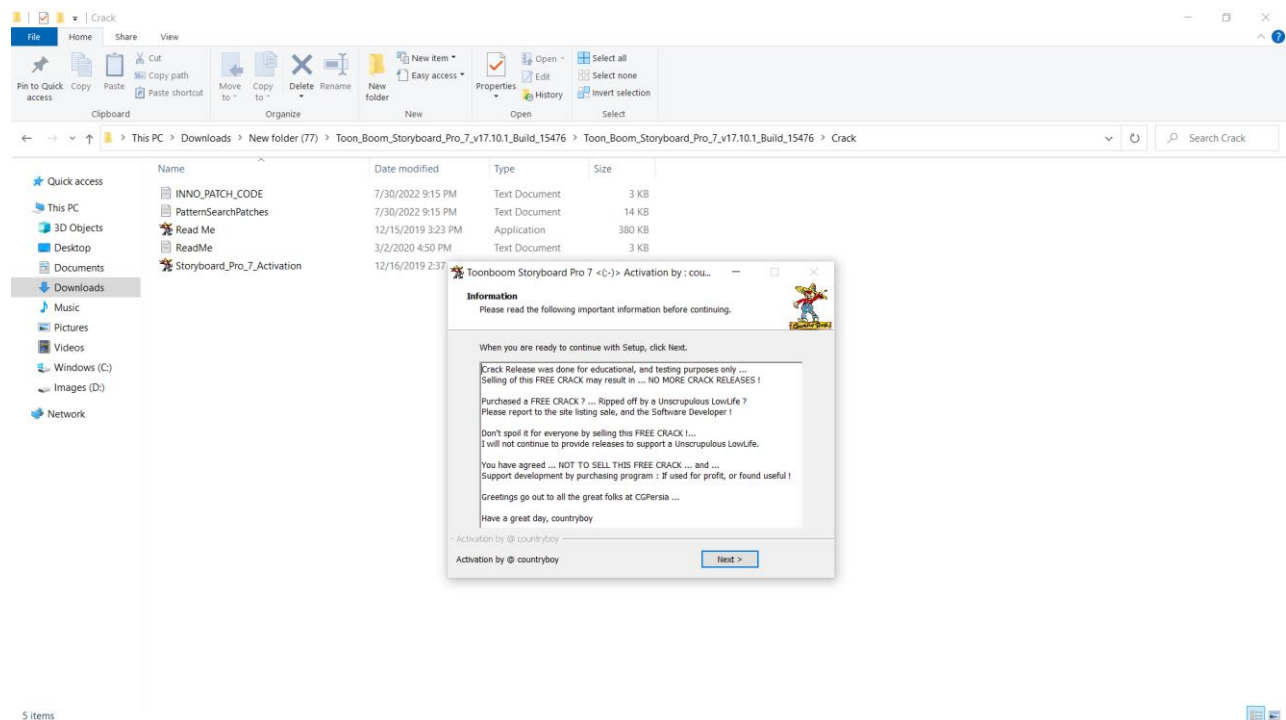 Crack
File Home Share View
Pin to Quick access
Copy
Paste
Cut
Copy path
Paste shortcut
Clipboard
Move to
Copy to
Delete
Rename
Organize
New folder
New item
Easy access
New
Properties
Open
Edit
History
Open
Select all
Select none
Invert selection
Select
This PC > Downloads > New folder (77) > Toon_Boom_Storyboard_Pro_7_v17.10.1_Build_15476 > Toon_Boom_Storyboard_Pro_7_v17.10.1_Build_15476 > Crack
Search Crack
Quick access
This PC
3D Objects
Desktop
Documents
Downloads
Music
Pictures
Videos
Windows (C:)
Images (D:)
Network
Name Date modified Type Size
INNO_PATCH_CODE 7/30/2022 9:15 PM Text Document 3 KB
PatternSearchPatches 7/30/2022 9:15 PM Text Document 14 KB
Read Me 12/15/2019 3:23 PM Application 380 KB
ReadMe 3/2/2020 4:50 PM Text Document 3 KB
Storyboard_Pro_7_Activation 12/16/2019 2:37
Toonboom Storyboard Pro 7 <(;-)> Activation by : cou...
Information
Please read the following important information before continuing.
When you are ready to continue with Setup, click Next.
Crack Release was done for educational, and testing purposes only ...
Selling of this FREE CRACK may result in ... NO MORE CRACK RELEASES !
Purchased a FREE CRACK ? ... Ripped off by a Unscrupulous LowLife ?
Please report to the site listing sale, and the Software Developer !
Don't spoil it for everyone by selling this FREE CRACK !...
I will not continue to provide releases to support a Unscrupulous LowLife.
You have agreed ... NOT TO SELL THIS FREE CRACK ... and ...
Support development by purchasing program : If used for profit, or found useful !
Greetings go out to all the great folks at CGPersia ...
Have a great day, countryboy
Activation by @ countryboy
Activation by @ countryboy
Next >
5 items